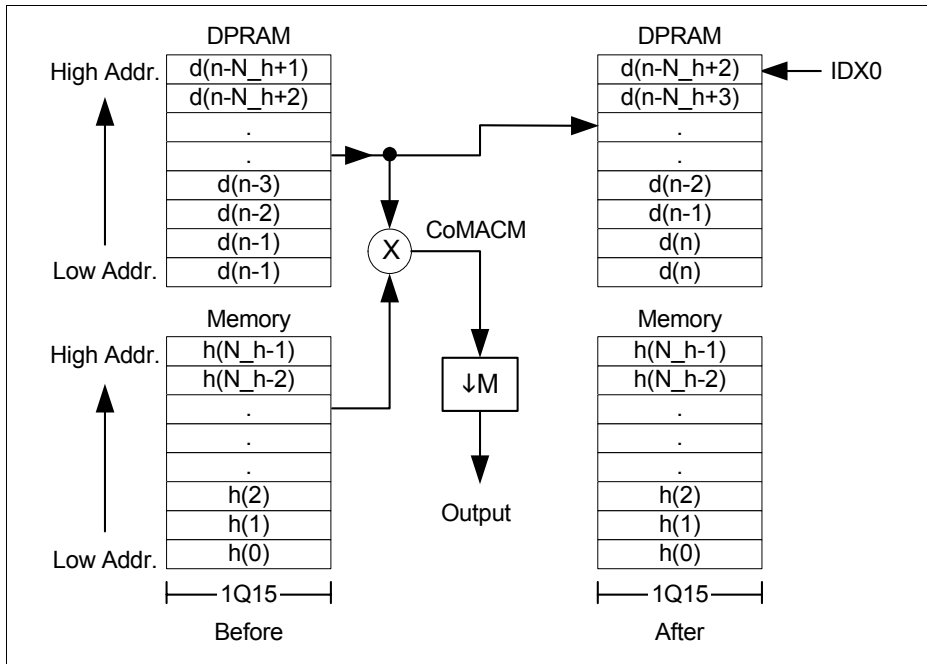 DPRAM
High Addr.
d(n-N_h+1)
d(n-N_h+2)
.
.
d(n-3)
d(n-2)
d(n-1)
Low Addr.
d(n-1)
DPRAM
d(n-N_h+2)
IDX0
d(n-N_h+3)
.
.
d(n-2)
d(n-1)
d(n)
d(n)
X
CoMACM
↓M
Output
Memory
High Addr.
h(N_h-1)
h(N_h-2)
.
.
.
h(2)
h(1)
Low Addr.
h(0)
1Q15
Before
Memory
h(N_h-1)
h(N_h-2)
.
.
.
h(2)
h(1)
h(0)
1Q15
After